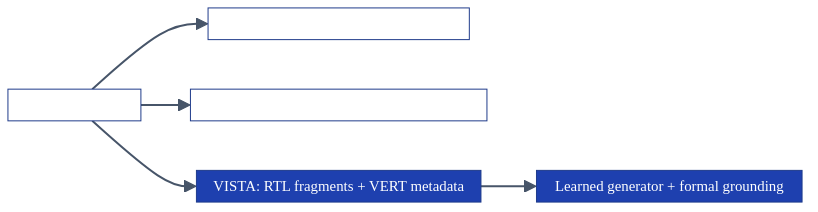 VISTA: RTL fragments + VERT metadata
Learned generator + formal grounding